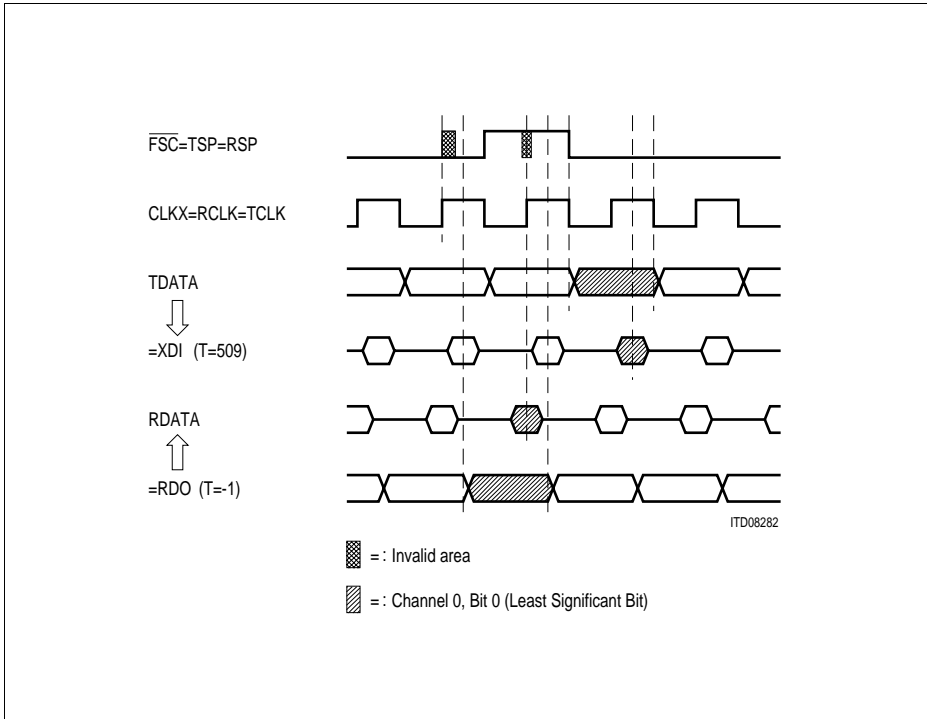 FSC=TSP=RSP
CLKX=RCLK=TCLK
TDATA
=XDI (T=509)
RDATA
=RDO (T=-1)
ITD08282
=: Invalid area
=: Channel 0, Bit 0 (Least Significant Bit)